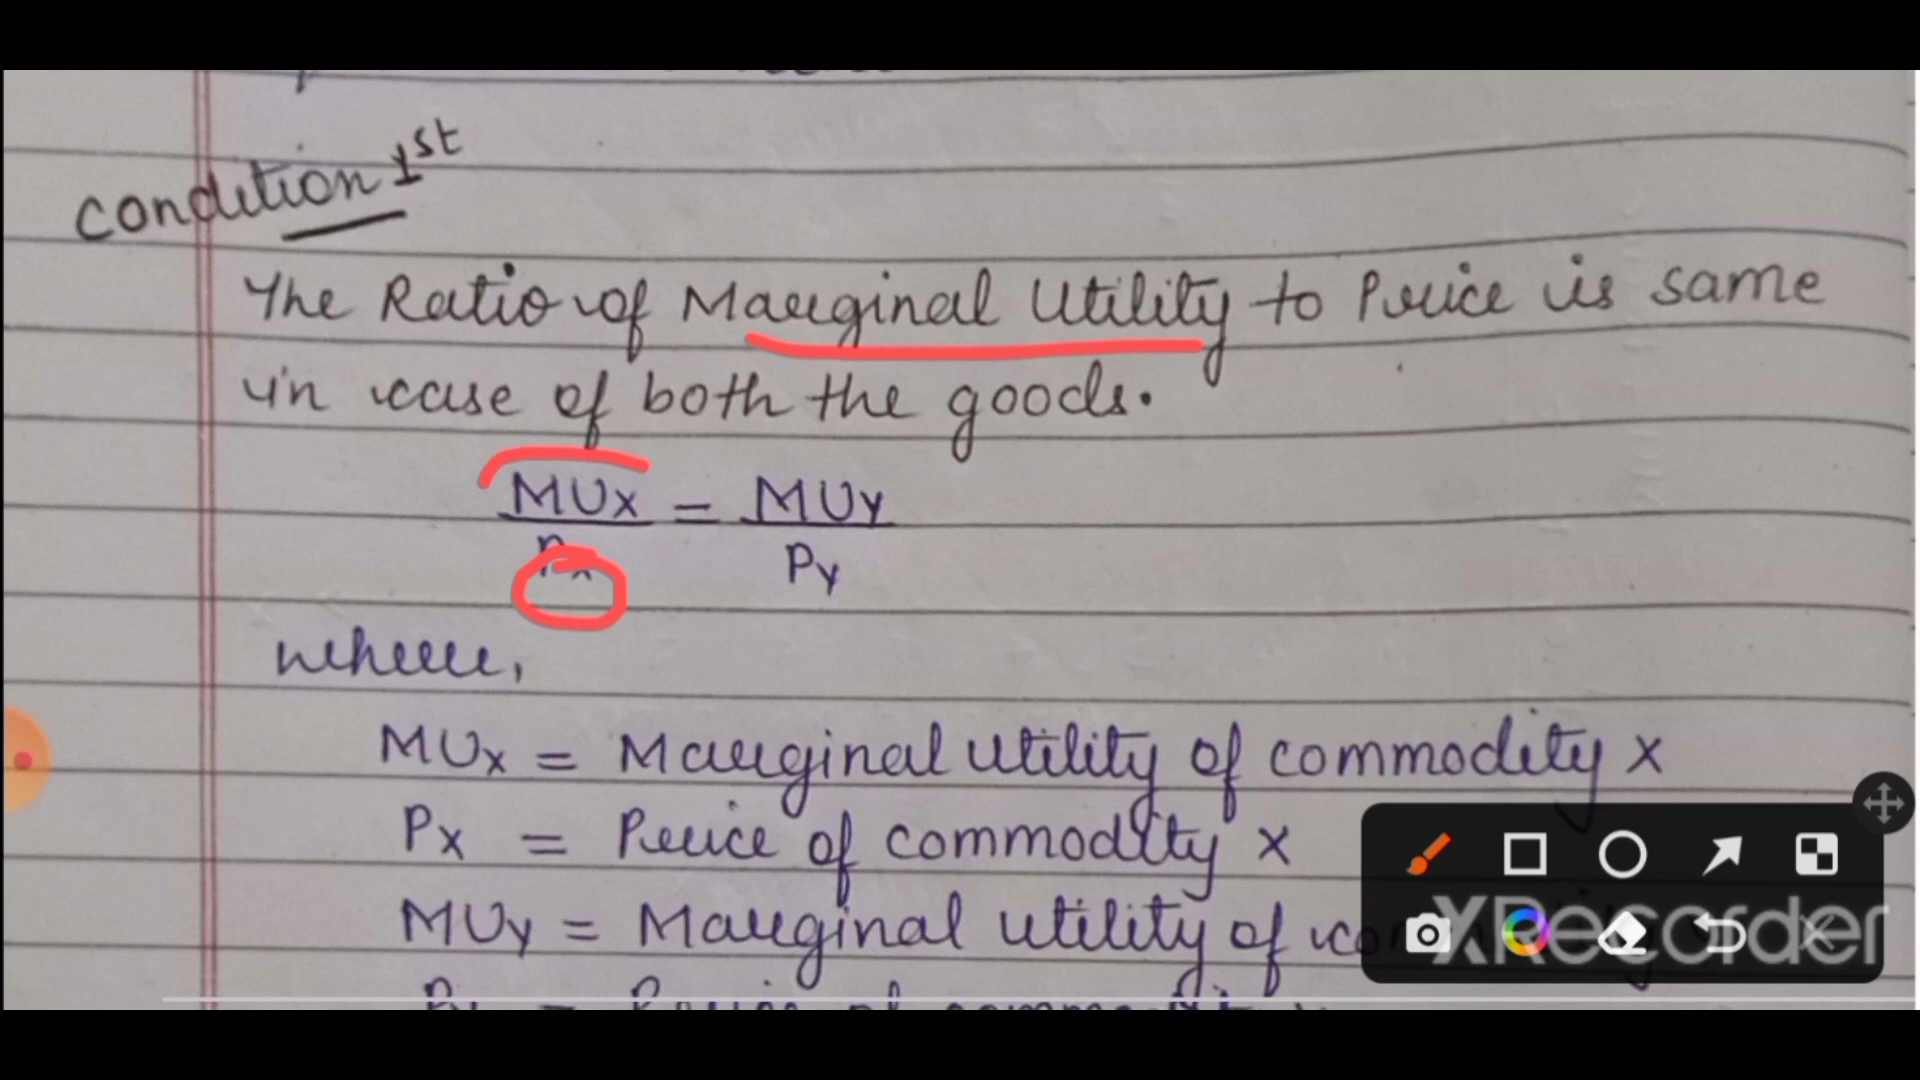 Condition 1st
The Ratio of Marginal Utility to Price is same
in case of both the goods.
MUx = MUy
Px Py
where,
MUx = Marginal utility of commodity x
Px = Price of commodity x
MUy = Marginal utility of
XRecorder